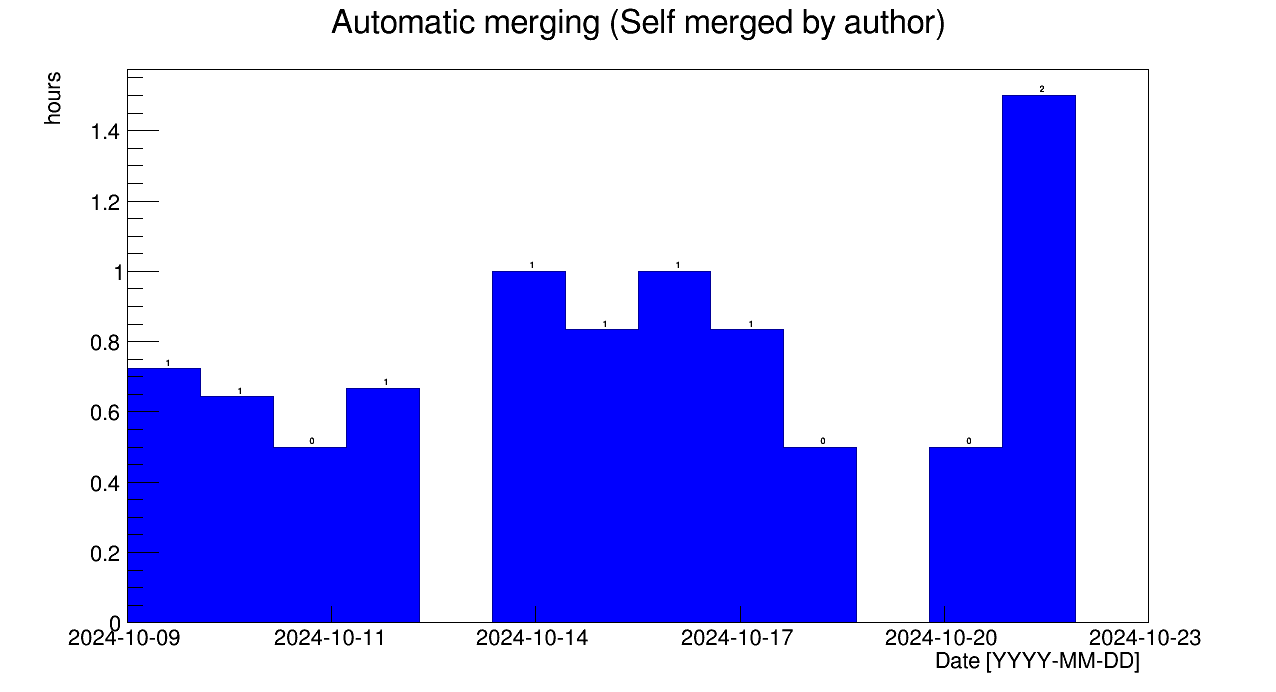 Automatic merging (Self merged by author)
hours
1.4
1.2
1
0.8
0.6
0.4
0.2
0
1 1 0 1 1 1 1 1 0 0 2
2024-10-09 2024-10-11 2024-10-14 2024-10-17 2024-10-20 2024-10-23
Date [YYYY-MM-DD]